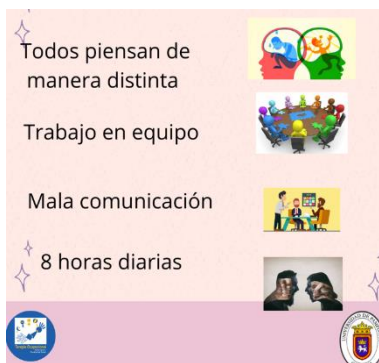 Todos piensan de
manera distinta
Trabajo en equipo
Mala comunicación
8 horas diarias